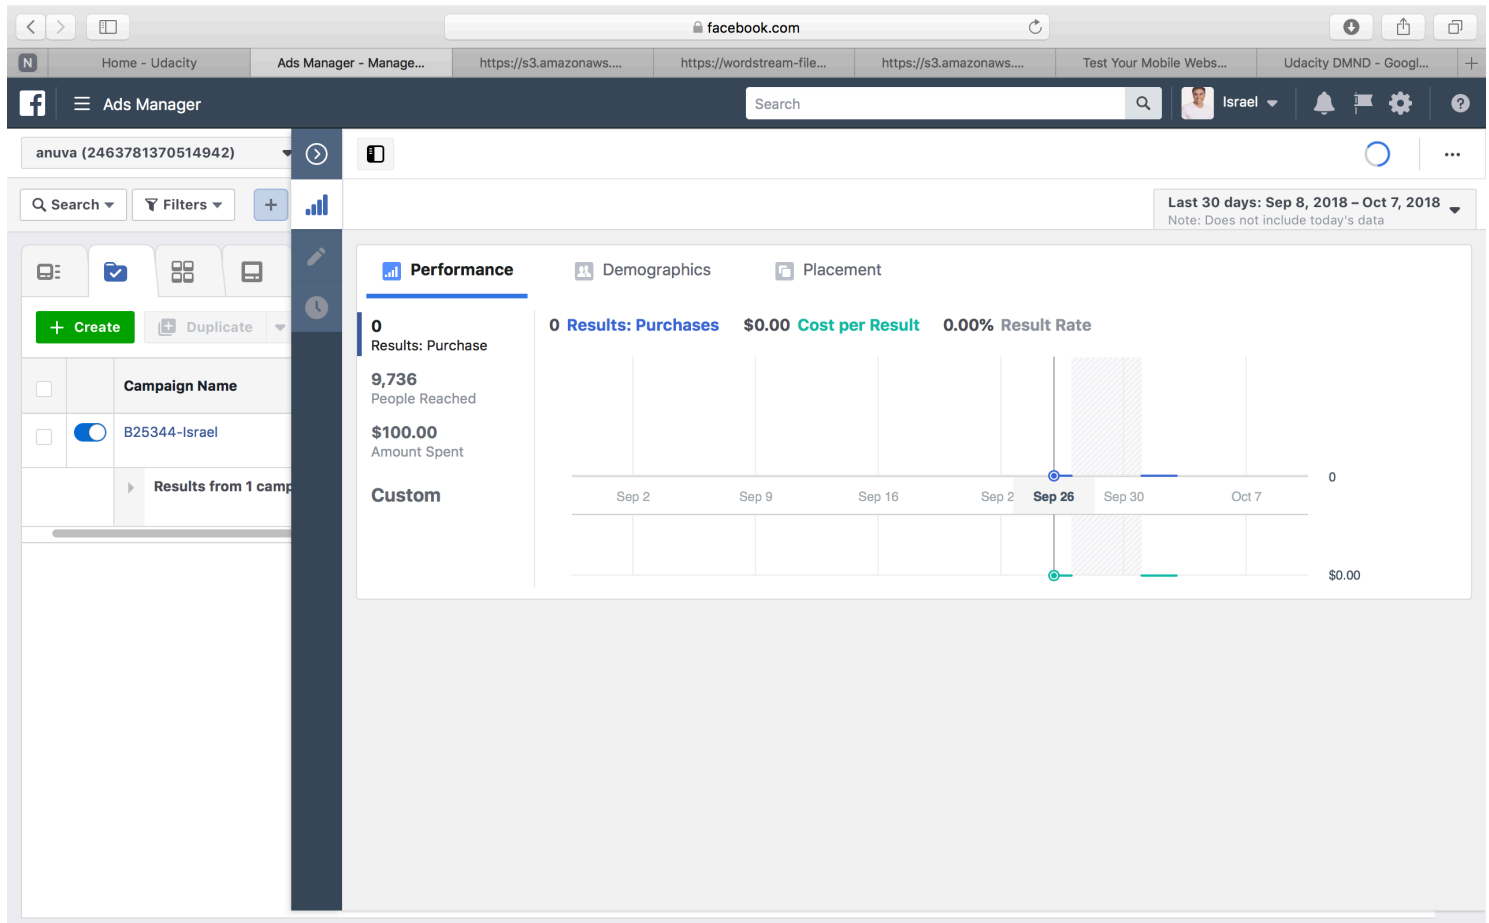 facebook.com
N
Home - Udacity
Ads Manager - Manage...
https://s3.amazonaws....
https://wordstream-file...
https://s3.amazonaws....
Test Your Mobile Webs...
Udacity DMND - Googl...
f
Ads Manager
Search
Israel
?
anuva (2463781370514942)
Search
Filters
+
Last 30 days: Sep 8, 2018 – Oct 7, 2018
Note: Does not include today's data
Performance
Demographics
Placement
+ Create
Duplicate
0
Results: Purchase
0 Results: Purchases
$0.00 Cost per Result
0.00% Result Rate
9,736
People Reached
Campaign Name
$100.00
Amount Spent
B25344-Israel
Custom
Results from 1 camp
0
Sep 2
Sep 9
Sep 16
Sep 2
Sep 26
Sep 30
Oct 7
$0.00